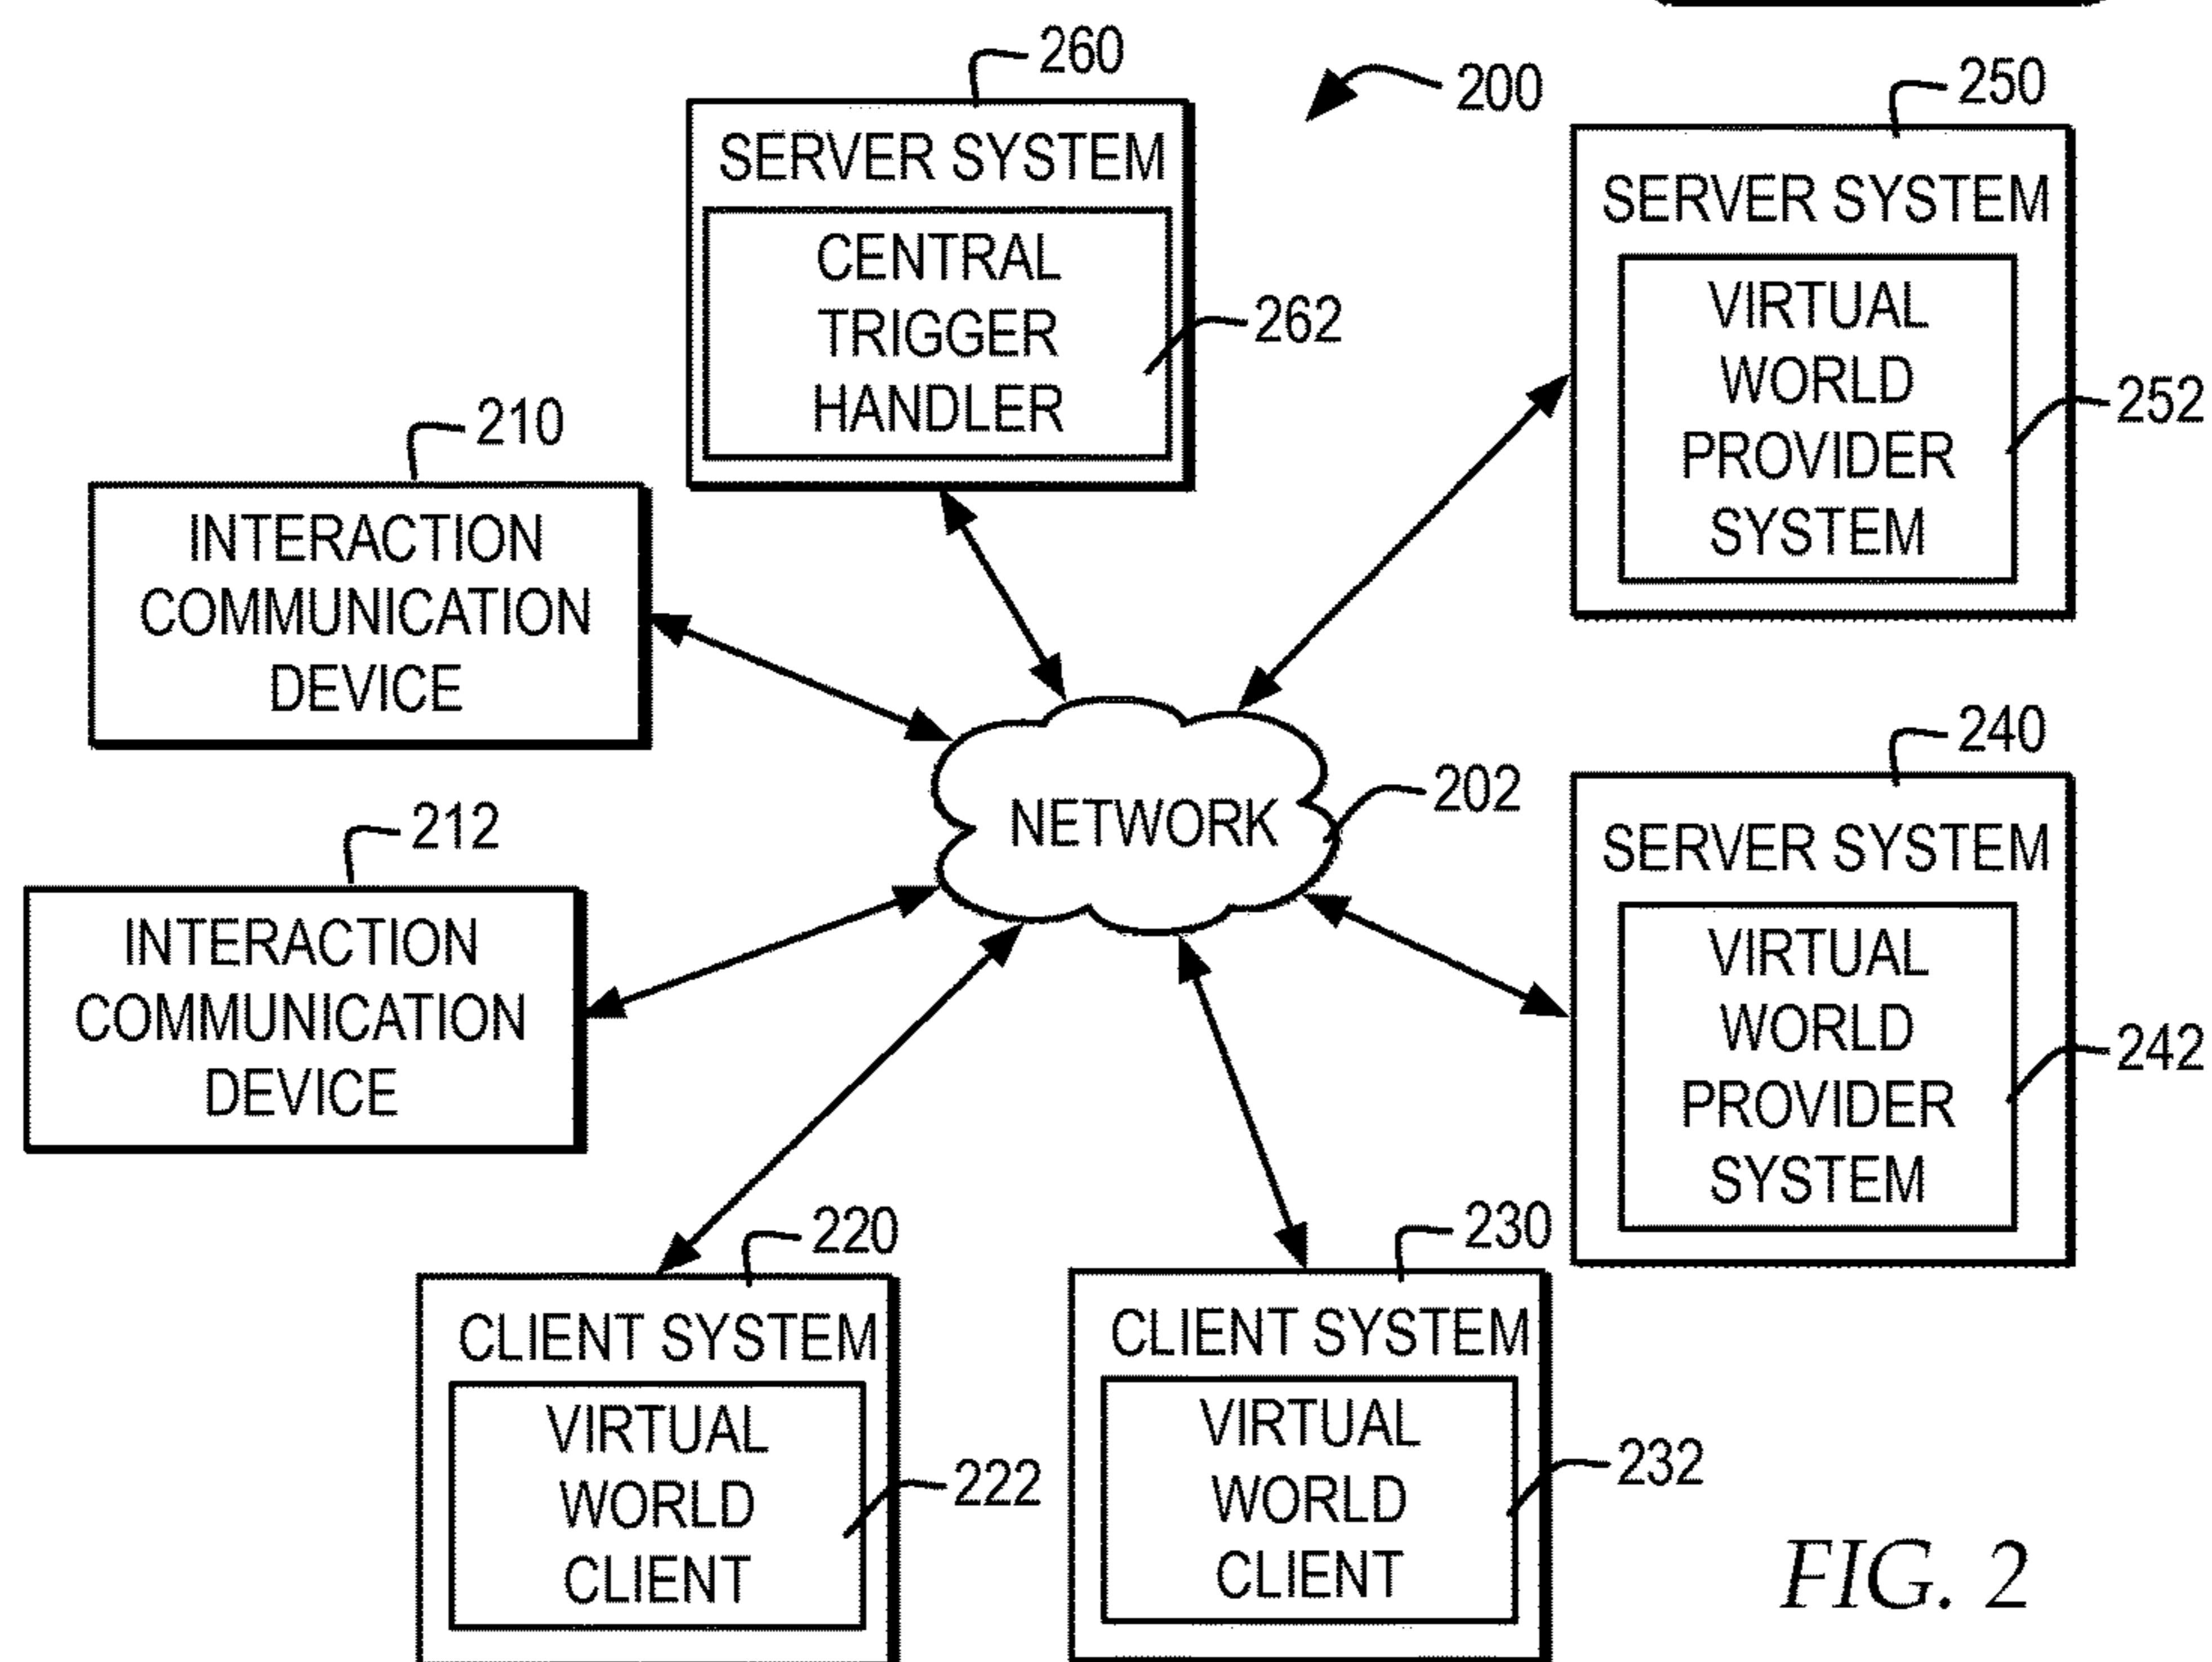 260
200
250
SERVER SYSTEM
CENTRAL
TRIGGER
HANDLER
262
SERVER SYSTEM
VIRTUAL
WORLD
PROVIDER
SYSTEM
252
210
INTERACTION
COMMUNICATION
DEVICE
240
NETWORK
202
212
INTERACTION
COMMUNICATION
DEVICE
SERVER SYSTEM
VIRTUAL
WORLD
PROVIDER
SYSTEM
242
220
CLIENT SYSTEM
VIRTUAL
WORLD
CLIENT
222
230
CLIENT SYSTEM
VIRTUAL
WORLD
CLIENT
232
FIG. 2